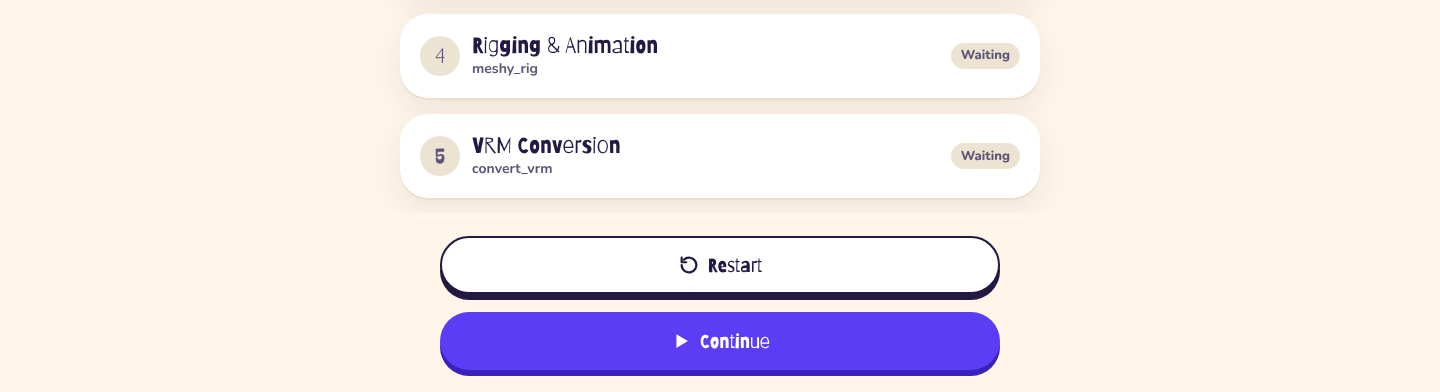 4
Rigging & Animation
meshy_rig
Waiting
5
VRM Conversion
convert_vrm
Waiting
Restart
Continue